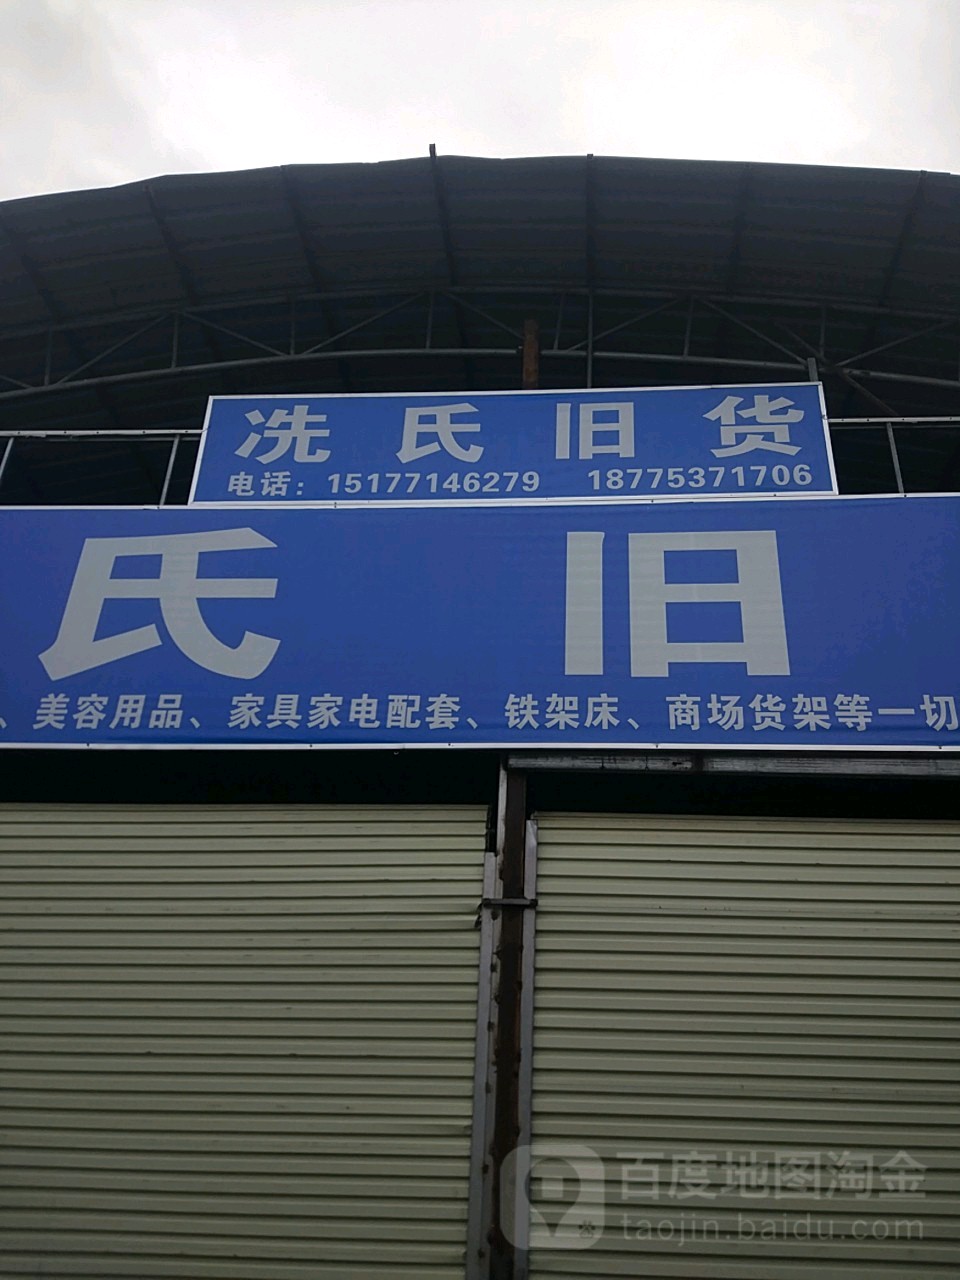 冼氏旧货
电话：15177146279 18775371706
氏旧
、美容用品、家具家电配套、铁架床、商场货架等一切
百度地图淘金
taojin.baidu.com